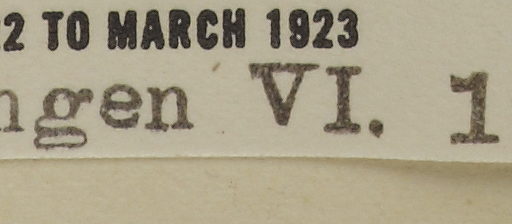 2 TO MARCH 1923
ngen VI. 1